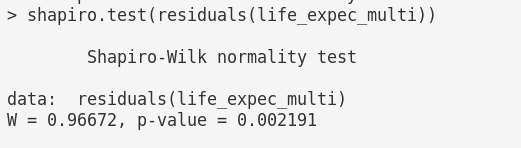 > shapiro.test(residuals(life_expec_multi))
Shapiro-Wilk normality test
data:  residuals(life_expec_multi)
W = 0.96672, p-value = 0.002191